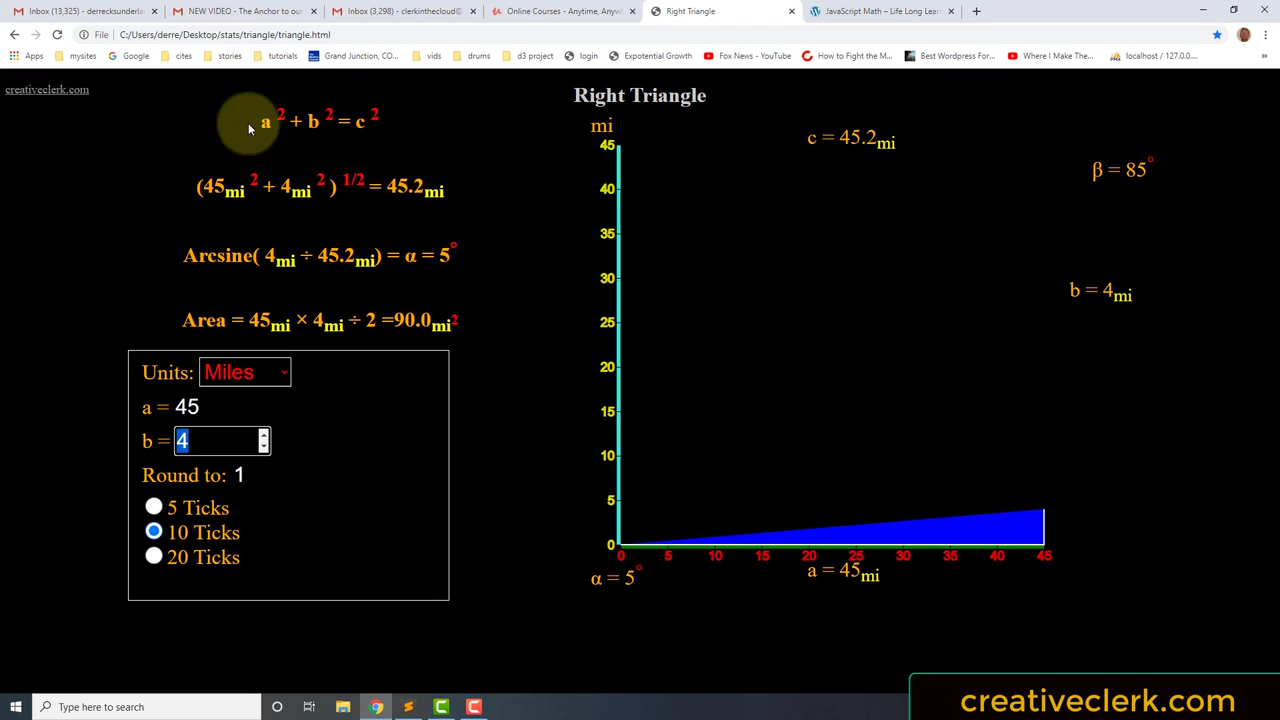 Inbox (13,325) - derrecksunderlan
NEW VIDEO - The Anchor to our
Inbox (3,298) - clerkinthecloud@
Online Courses - Anytime, Anywh
Right Triangle
JavaScript Math – Life Long Learn
File
C:/Users/derre/Desktop/stats/triangle/triangle.html
Apps
mysites
Google
cites
stories
tutorials
Grand Junction, CO...
vids
drums
d3 project
login
Expotential Growth
Fox News - YouTube
How to Fight the M...
Best Wordpress For...
Where I Make The...
localhost / 127.0.0....
creativeclerk.com
a 2 + b 2 = c 2
(45mi 2 + 4mi 2 ) 1/2 = 45.2mi
Arcsine( 4mi ÷ 45.2mi) = α = 5°
Area = 45mi × 4mi ÷ 2 =90.0mi2
Units: Miles
a = 45
b = 4
Round to: 1
5 Ticks
10 Ticks
20 Ticks
Right Triangle
mi
c = 45.2mi
β = 85°
b = 4mi
45
40
35
30
25
20
15
10
5
0
0 5 10 15 20 25 30 35 40 45
α = 5°
a = 45mi
Type here to search
creativeclerk.com